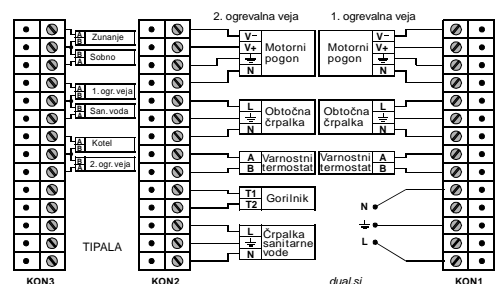 2. ogrevalna veja
1. ogrevalna veja
A
B
Zunanje
B
A
Sobno
A
B
1. ogr. veja
B
A
San. voda
A
B
Kotel
B
A
2. ogr. veja
TIPALA
V−
V+
N
Motorni
pogon
Motorni
pogon
V−
V+
N
L
N
Obtočna
črpalka
Obtočna
črpalka
L
N
A
B
Varnostni
termostat
Varnostni
termostat
A
B
T1
T2
Gorilnik
L
N
Črpalka
sanitarne
vode
N
L
KON3
KON2
dual.si
KON1